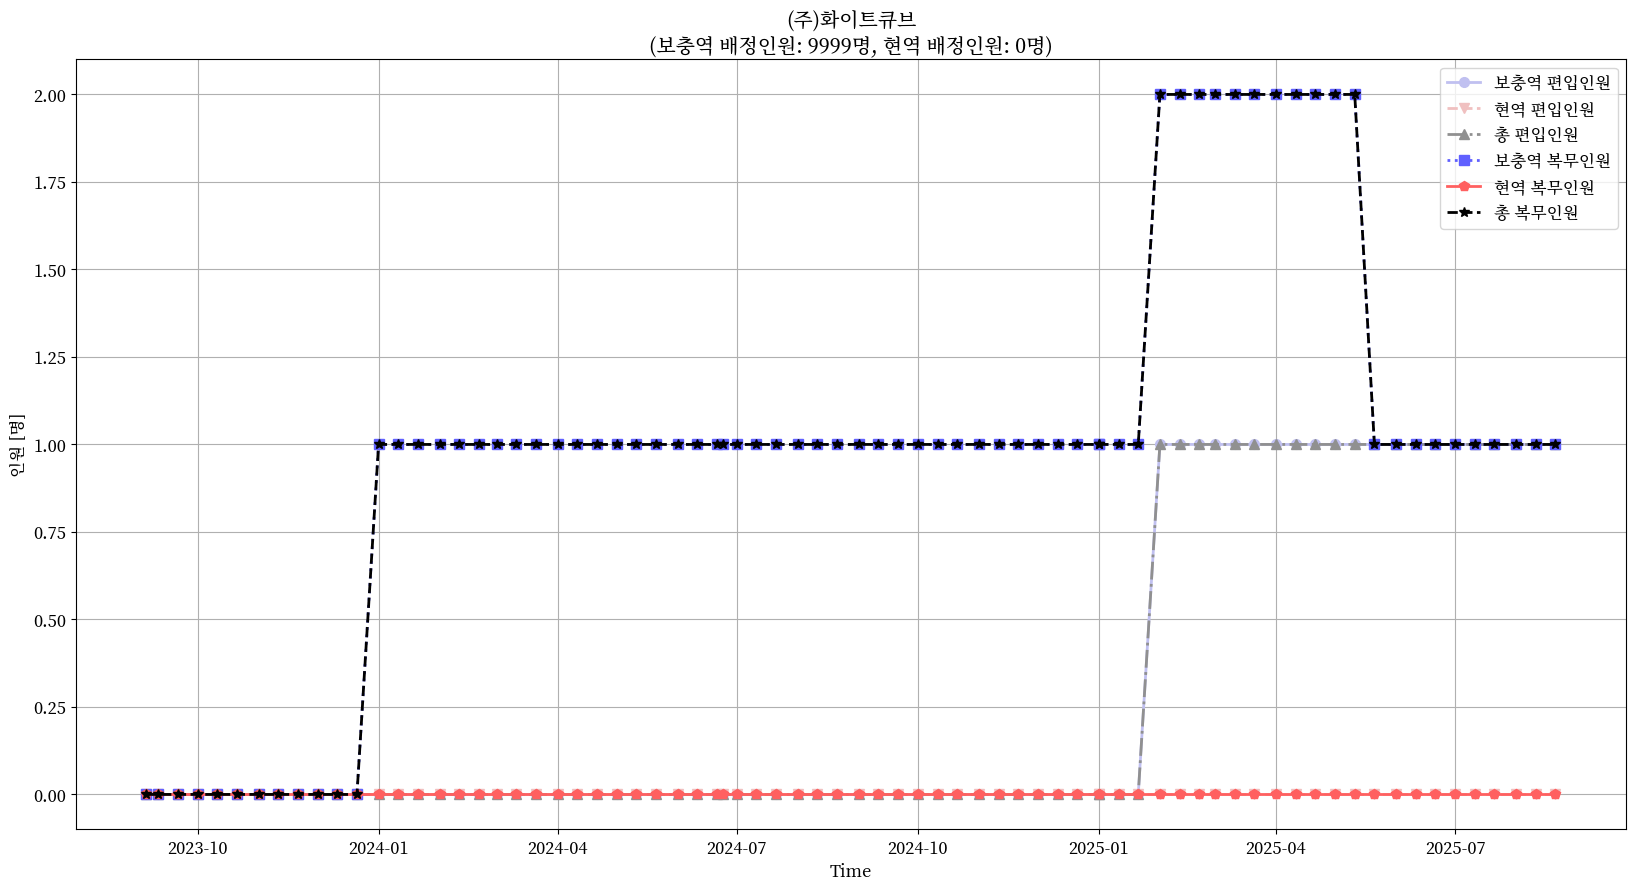 (주)화이트큐브
(보충역 배정인원: 9999명, 현역 배정인원: 0명)
보충역 편입인원
현역 편입인원
총 편입인원
보충역 복무인원
현역 복무인원
총 복무인원
인원 [명]
2.00
1.75
1.50
1.25
1.00
0.75
0.50
0.25
0.00
2023-10 2024-01 2024-04 2024-07 2024-10 2025-01 2025-04 2025-07
Time